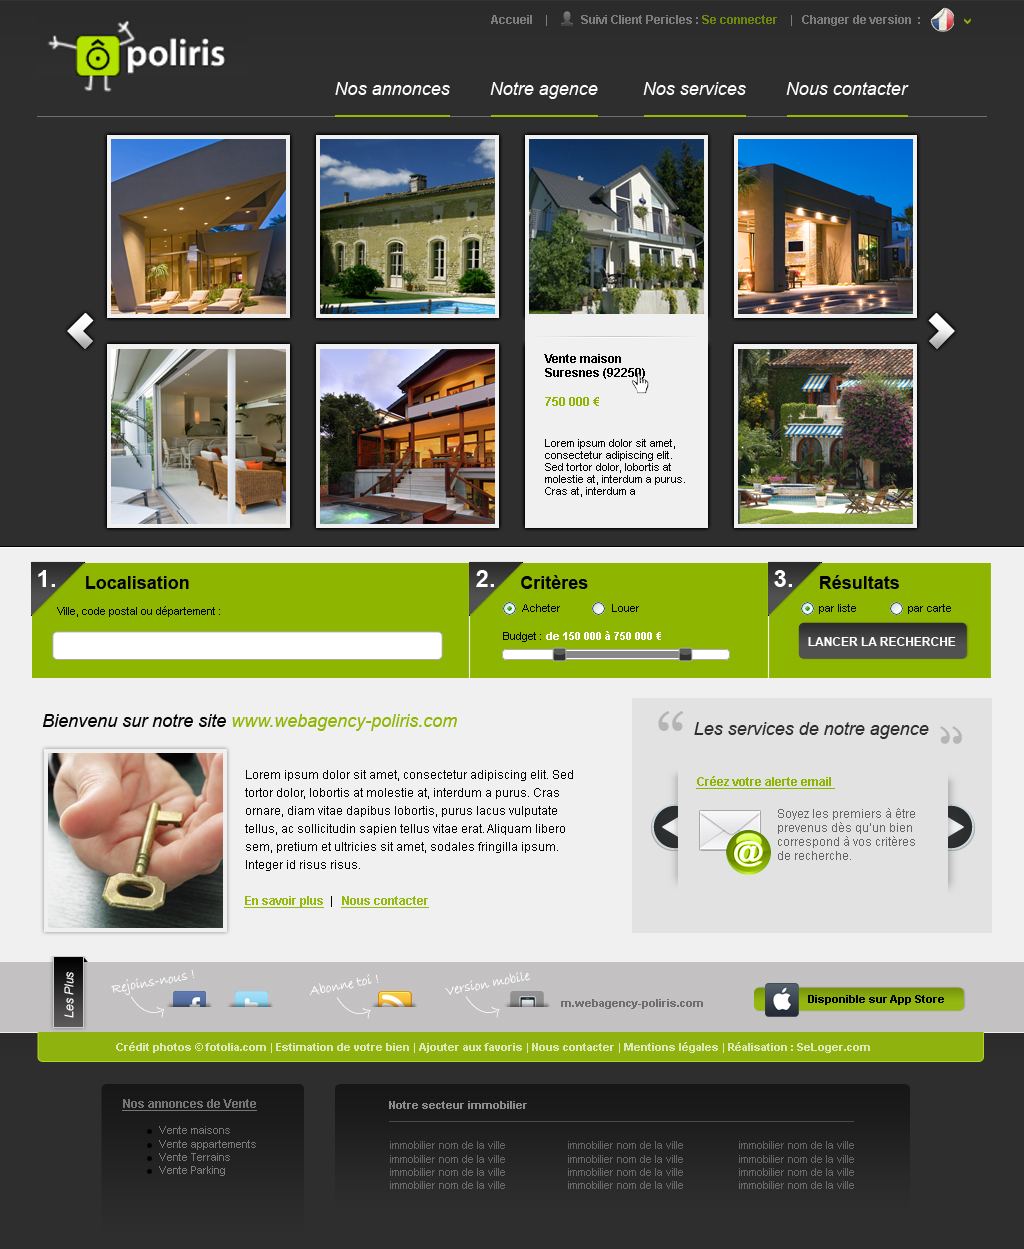 Accueil | Suivi Client Pericles : Se connecter | Changer de version :
poliris
Nos annonces Notre agence Nos services Nous contacter
Vente maison
Suresnes (92250)
750 000 €
Lorem ipsum dolor sit amet,
consectetur adipiscing elit.
Sed tortor dolor, lobortis at
molestie at, interdum a purus.
Cras at, interdum a
1. Localisation
Ville, code postal ou département :
2. Critères
Acheter Louer
Budget : de 150 000 à 750 000 €
3. Résultats
par liste par carte
LANCER LA RECHERCHE
Bienvenu sur notre site www.webagency-poliris.com
Lorem ipsum dolor sit amet, consectetur adipiscing elit. Sed
tortor dolor, lobortis at molestie at, interdum a purus. Cras
ornare, diam vitae dapibus lobortis, purus lacus vulputate
tellus, ac sollicitudin sapien tellus vitae erat. Aliquam libero
sem, pretium et ultricies sit amet, sodales fringilla ipsum.
Integer id risus risus.
En savoir plus | Nous contacter
“ Les services de notre agence ”
Créez votre alerte email
Soyez les premiers à être
prevenus dès qu'un bien
correspond à vos critères
de recherche.
@
Les Plus
Rejoins-nous !
f
t
Abonne toi !
Version mobile
m.webagency-poliris.com
Disponible sur App Store
Crédit photos © fotolia.com | Estimation de votre bien | Ajouter aux favoris | Nous contacter | Mentions légales | Réalisation : SeLoger.com
Nos annonces de Vente
Vente maisons
Vente appartements
Vente Terrains
Vente Parking
Notre secteur immobilier
immobilier nom de la ville immobilier nom de la ville immobilier nom de la ville
immobilier nom de la ville immobilier nom de la ville immobilier nom de la ville
immobilier nom de la ville immobilier nom de la ville immobilier nom de la ville
immobilier nom de la ville immobilier nom de la ville immobilier nom de la ville